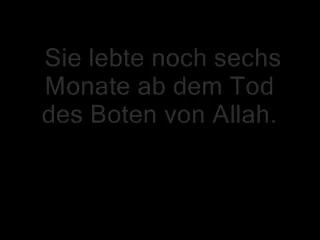 Sie lebte noch sechs
Monate ab dem Tod
des Boten von Allah.